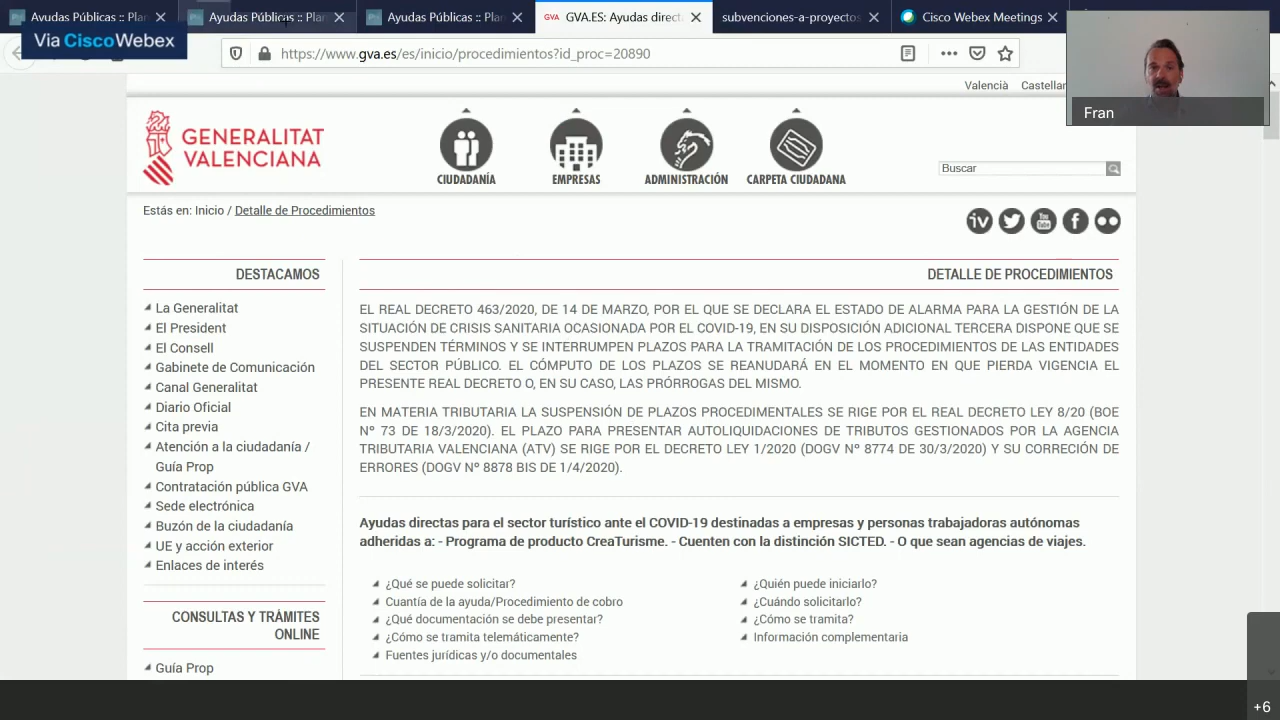 Ayudas Públicas :: Plan
Ayudas Públicas :: Plan
Ayudas Públicas :: Plan
GVA GVA.ES: Ayudas direct
subvenciones-a-proyectos
Cisco Webex Meetings
Via CiscoWebex
https://www.gva.es/es/inicio/procedimientos?id_proc=20890
Fran
Valencià Castellan
GENERALITAT
VALENCIANA
CIUDADANÍA
EMPRESAS
ADMINISTRACIÓN
CARPETA CIUDADANA
Buscar
Estás en: Inicio / Detalle de Procedimientos
iv
You
Tube
DESTACAMOS
La Generalitat
El President
El Consell
Gabinete de Comunicación
Canal Generalitat
Diario Oficial
Cita previa
Atención a la ciudadanía /
Guía Prop
Contratación pública GVA
Sede electrónica
Buzón de la ciudadanía
UE y acción exterior
Enlaces de interés
CONSULTAS Y TRÁMITES
ONLINE
Guía Prop
DETALLE DE PROCEDIMIENTOS
EL REAL DECRETO 463/2020, DE 14 DE MARZO, POR EL QUE SE DECLARA EL ESTADO DE ALARMA PARA LA GESTIÓN DE LA
SITUACIÓN DE CRISIS SANITARIA OCASIONADA POR EL COVID-19, EN SU DISPOSICIÓN ADICIONAL TERCERA DISPONE QUE SE
SUSPENDEN TÉRMINOS Y SE INTERRUMPEN PLAZOS PARA LA TRAMITACIÓN DE LOS PROCEDIMIENTOS DE LAS ENTIDADES
DEL SECTOR PÚBLICO. EL CÓMPUTO DE LOS PLAZOS SE REANUDARÁ EN EL MOMENTO EN QUE PIERDA VIGENCIA EL
PRESENTE REAL DECRETO O, EN SU CASO, LAS PRÓRROGAS DEL MISMO.
EN MATERIA TRIBUTARIA LA SUSPENSIÓN DE PLAZOS PROCEDIMENTALES SE RIGE POR EL REAL DECRETO LEY 8/20 (BOE
Nº 73 DE 18/3/2020). EL PLAZO PARA PRESENTAR AUTOLIQUIDACIONES DE TRIBUTOS GESTIONADOS POR LA AGENCIA
TRIBUTARIA VALENCIANA (ATV) SE RIGE POR EL DECRETO LEY 1/2020 (DOGV Nº 8774 DE 30/3/2020) Y SU CORRECIÓN DE
ERRORES (DOGV Nº 8878 BIS DE 1/4/2020).
Ayudas directas para el sector turístico ante el COVID-19 destinadas a empresas y personas trabajadoras autónomas
adheridas a: - Programa de producto CreaTurisme. - Cuenten con la distinción SICTED. - O que sean agencias de viajes.
¿Qué se puede solicitar?
Cuantía de la ayuda/Procedimiento de cobro
¿Qué documentación se debe presentar?
¿Cómo se tramita telemáticamente?
Fuentes jurídicas y/o documentales
¿Quién puede iniciarlo?
¿Cuándo solicitarlo?
¿Cómo se tramita?
Información complementaria
+6